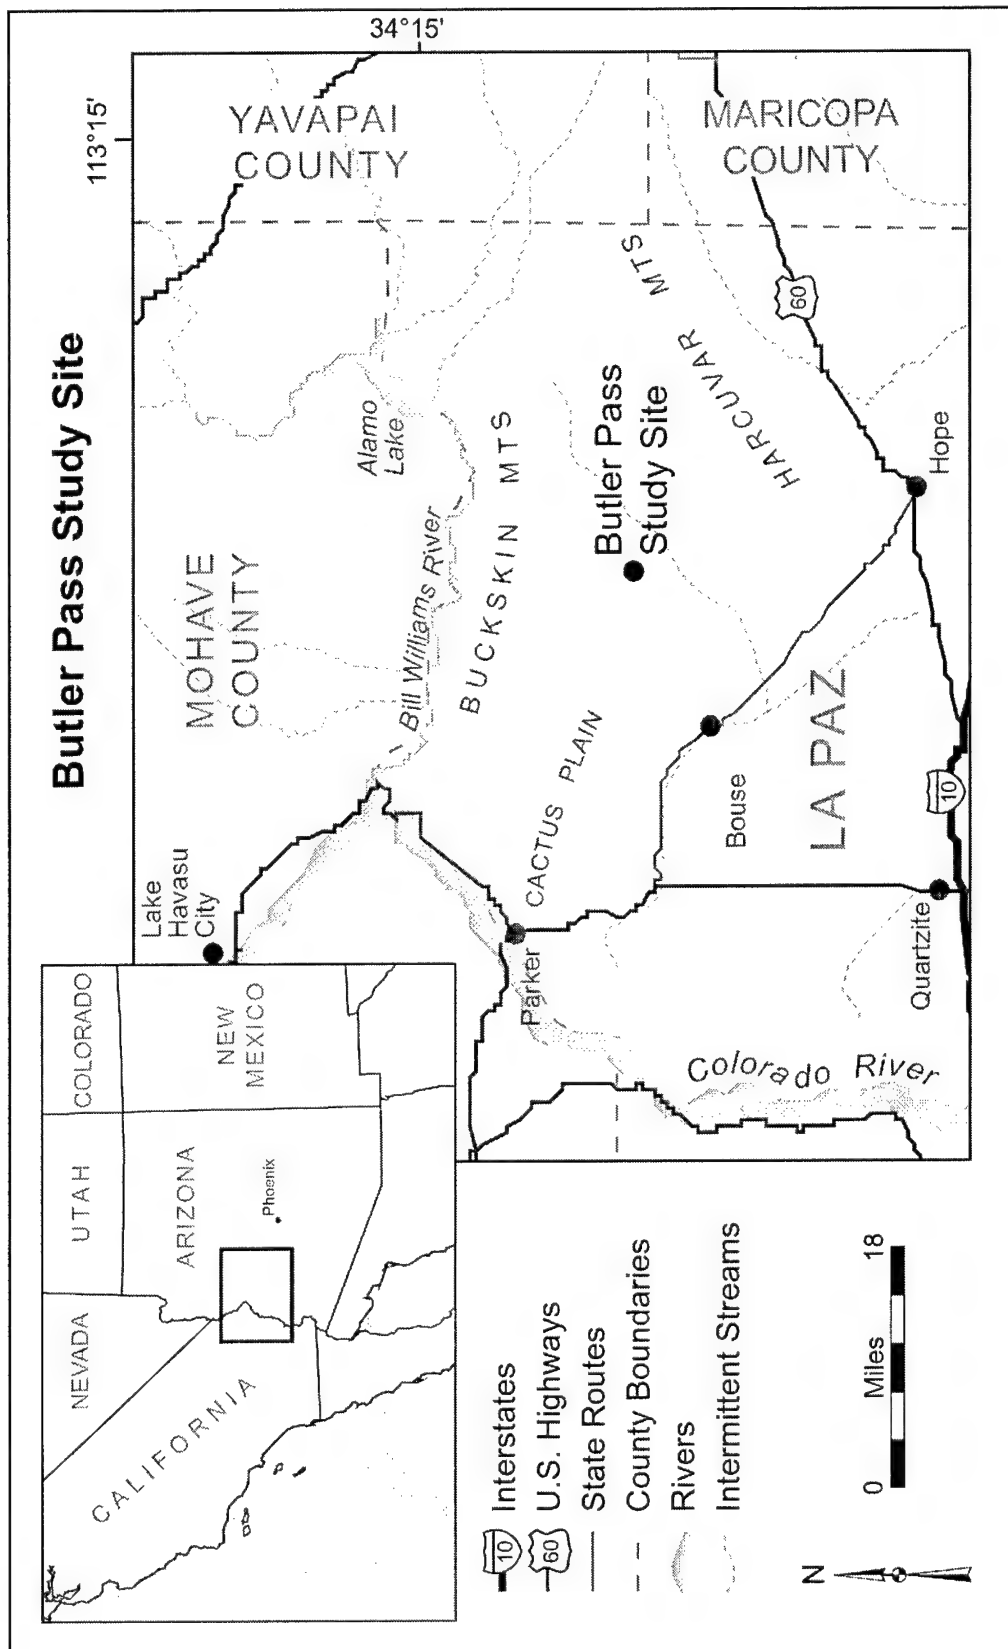 Butler Pass Study Site
113°15'
34°15'
NEVADA
UTAH
COLORADO
CALIFORNIA
ARIZONA
NEW
MEXICO
Phoenix
Lake
Havasu
City
MOHAVE
COUNTY
YAVAPAI
COUNTY
Alamo
Lake
Bill Williams River
BUCKSKIN MTS
Parker
CACTUS PLAIN
Butler Pass
Study Site
HARCUVAR MTS
MARICOPA
COUNTY
Bouse
LA PAZ
60
Hope
Colorado River
Quartzite
10
10 Interstates
60 U.S. Highways
State Routes
County Boundaries
Rivers
Intermittent Streams
N
0 Miles 18